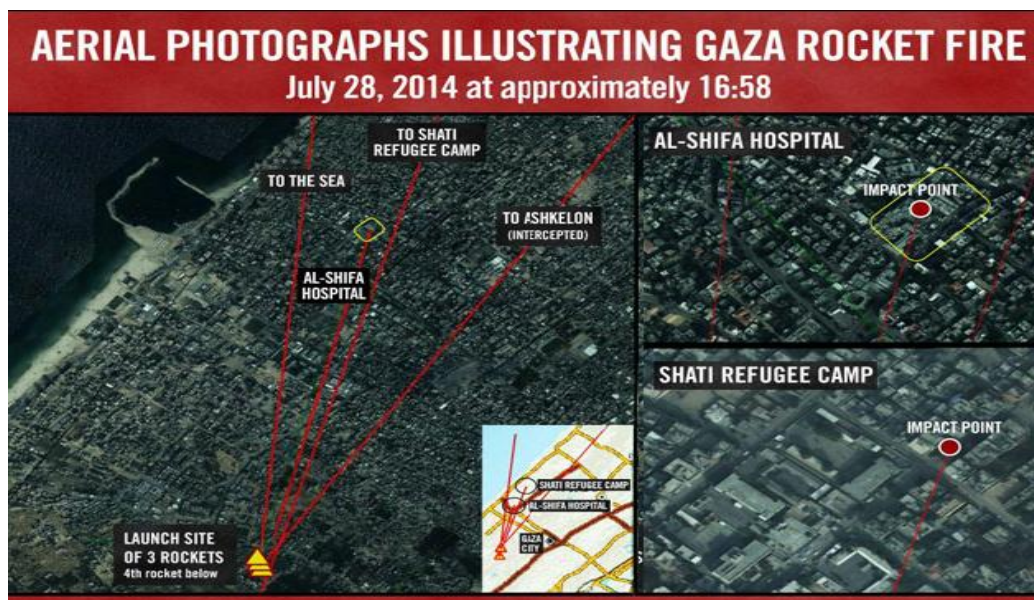 AERIAL PHOTOGRAPHS ILLUSTRATING GAZA ROCKET FIRE
July 28, 2014 at approximately 16:58
TO SHATI
REFUGEE CAMP
TO THE SEA
TO ASHKELON
(INTERCEPTED)
AL-SHIFA
HOSPITAL
LAUNCH SITE
OF 3 ROCKETS
4th rocket below
SHATI REFUGEE CAMP
AL-SHIFA HOSPITAL
GAZA
CITY
S
AL-SHIFA HOSPITAL
IMPACT POINT
SHATI REFUGEE CAMP
IMPACT POINT